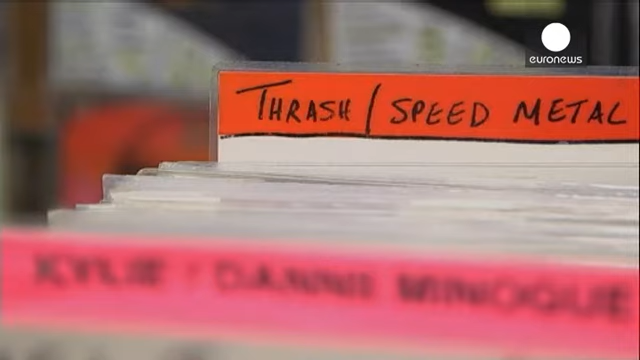 euronews
THRASH / SPEED METAL
KYLIE / DANNII MINOGUE